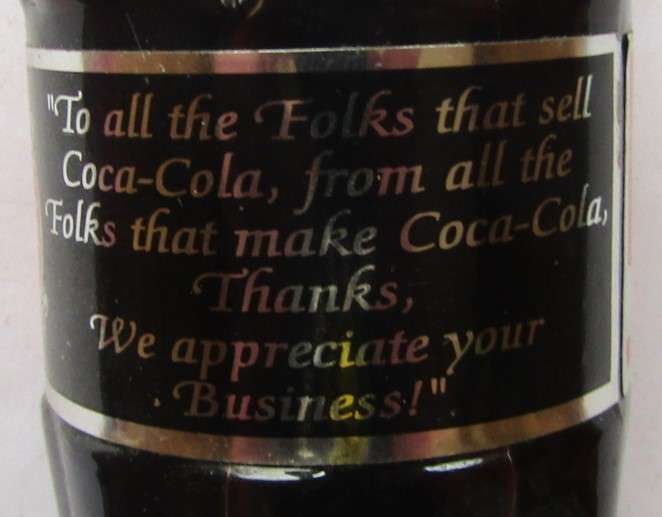 "To all the Folks that sell
Coca-Cola, from all the
Folks that make Coca-Cola,
Thanks,
We appreciate your
Business!"